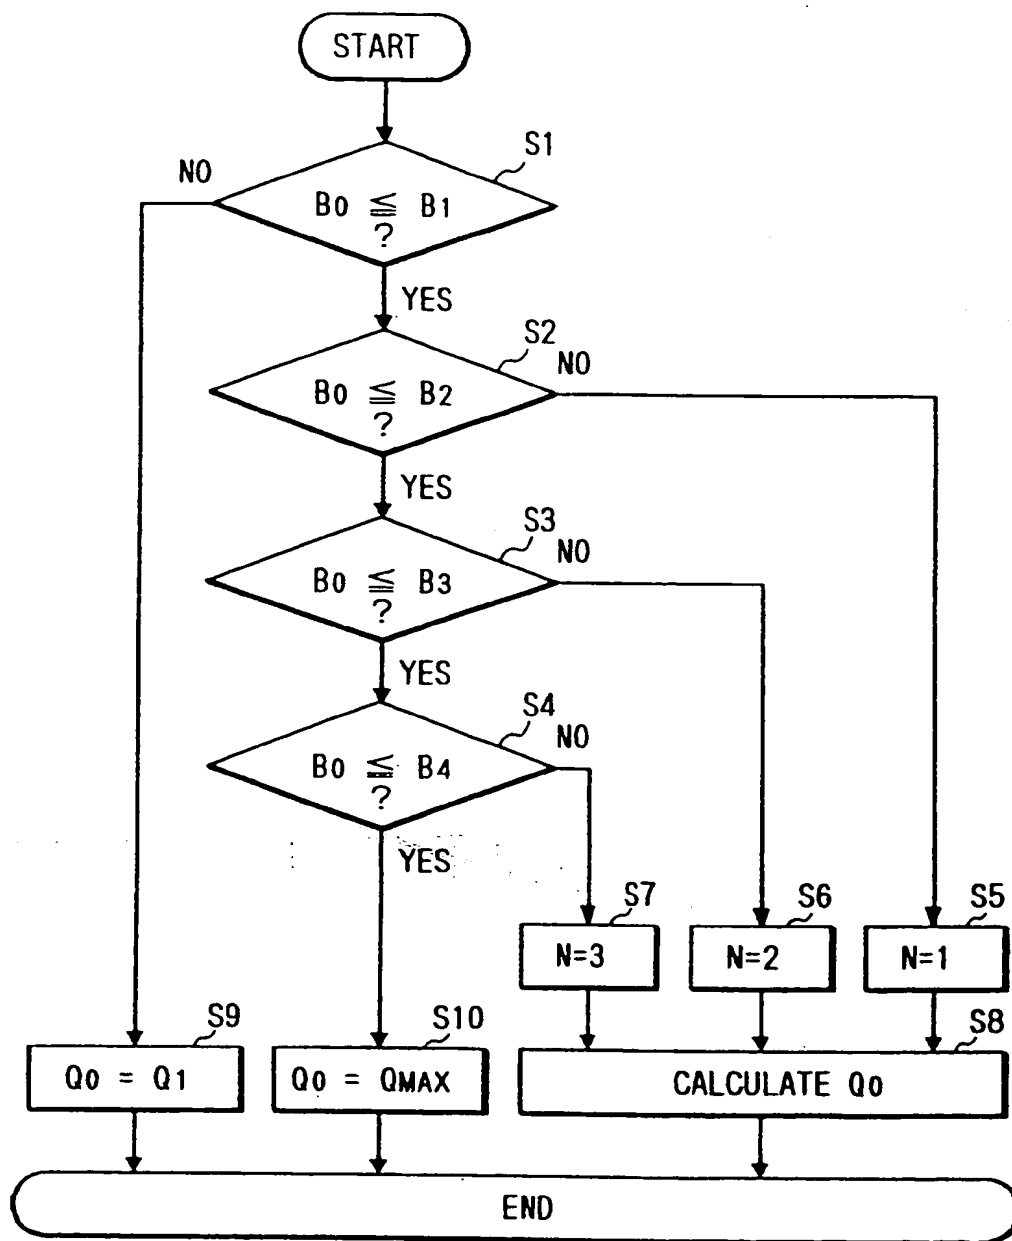 START
S1
NO
B0 ≦ B1
?
YES
S2
NO
B0 ≦ B2
?
YES
S3
NO
B0 ≦ B3
?
YES
S4
NO
B0 ≦ B4
?
YES
S7
S6
S5
N=3
N=2
N=1
S9
S10
S8
Q0 = Q1
Q0 = QMAX
CALCULATE Q0
END